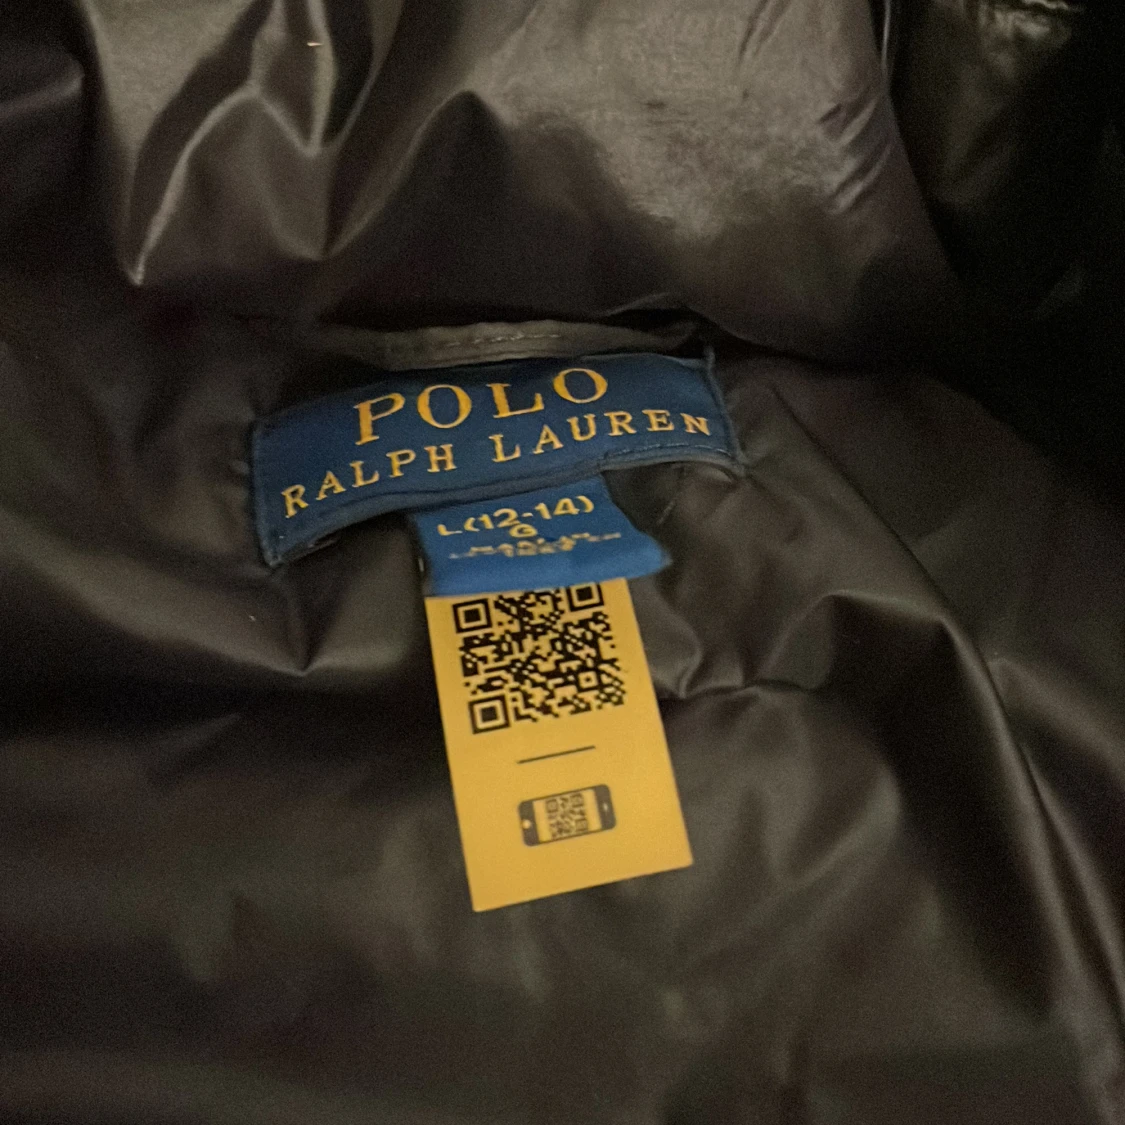 POLO
RALPH LAUREN
L(12-14)
G